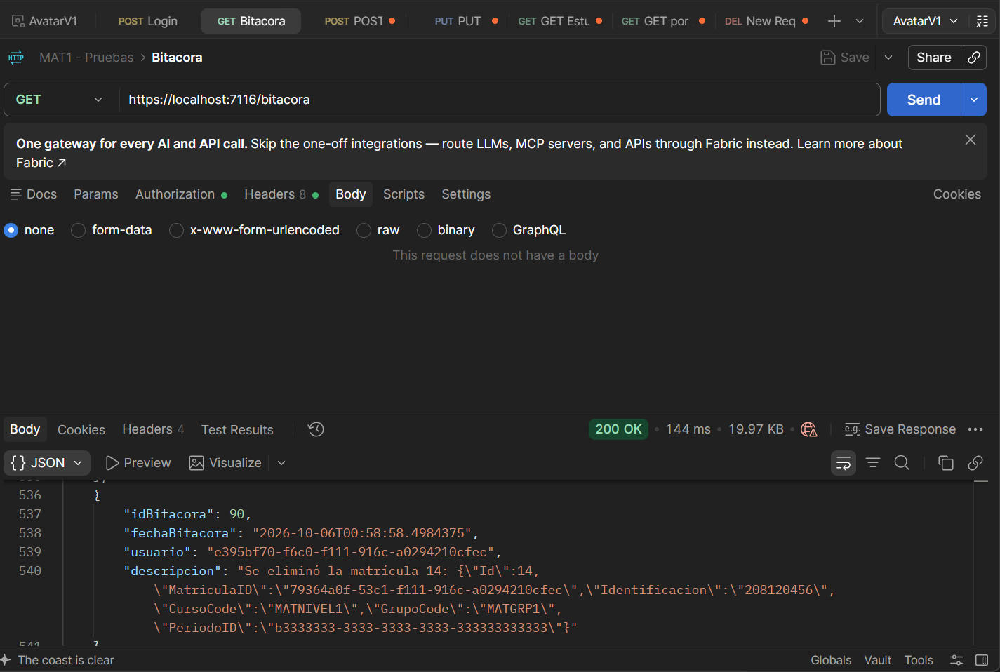 AvatarV1
POST Login
GET Bitacora
POST POST
PUT PUT
GET GET Estu
GET GET por
DEL New Req
AvatarV1
HTTP MAT1 - Pruebas > Bitacora
Save
Share
GET
https://localhost:7116/bitacora
Send
One gateway for every AI and API call. Skip the one-off integrations — route LLMs, MCP servers, and APIs through Fabric instead. Learn more about
Fabric ↗
Docs Params Authorization Headers 8 Body Scripts Settings Cookies
none form-data x-www-form-urlencoded raw binary GraphQL
This request does not have a body
Body Cookies Headers 4 Test Results 200 OK • 144 ms • 19.97 KB • e.g. Save Response
{} JSON Preview Visualize
536 {
537 "idBitacora": 90,
538 "fechaBitacora": "2026-10-06T00:58:58.4984375",
539 "usuario": "e395bf70-f6c0-f111-916c-a0294210cfec",
540 "descripcion": "Se eliminó la matrícula 14: {\"Id\":14,
\"MatriculaID\":\"79364a0f-53c1-f111-916c-a0294210cfec\",\"Identificacion\":\"208120456\",
\"CursoCode\":\"MATNIVEL1\",\"GrupoCode\":\"MATGRP1\",
\"PeriodoID\":\"b3333333-3333-3333-3333-333333333333\"}"
541 }
The coast is clear
Globals Vault Tools